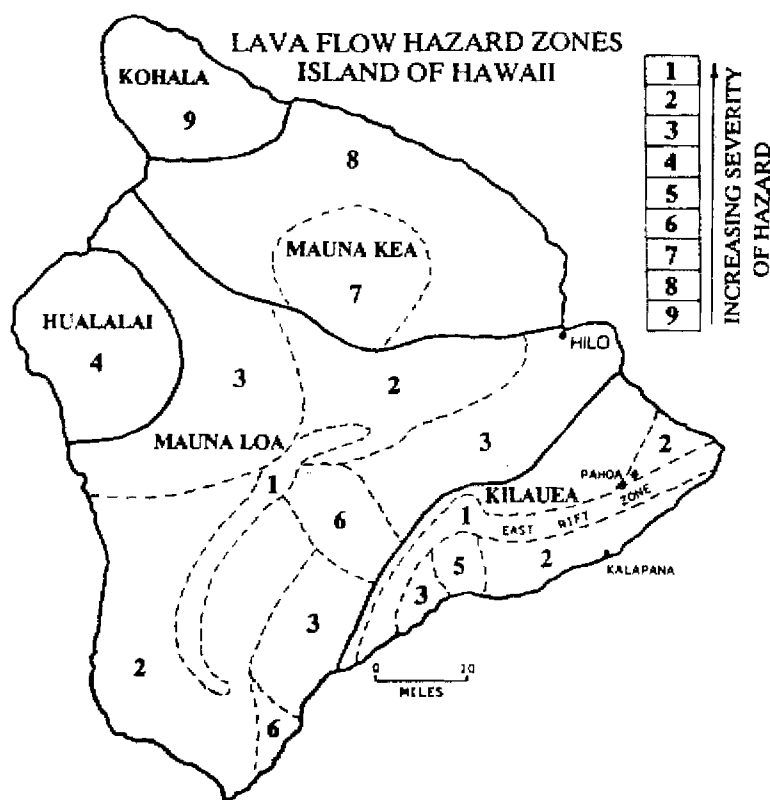 LAVA FLOW HAZARD ZONES
ISLAND OF HAWAII
KOHALA
9
8
MAUNA KEA
7
HUALALAI
4
3
2
HILO
MAUNA LOA
3
2
1
PAHOA
KILAUEA
6
1
EAST RIFT ZONE
2
5
KALAPANA
3
3
2
0 10
MILES
6
1
2
3
4
5
6
7
8
9
INCREASING SEVERITY
OF HAZARD